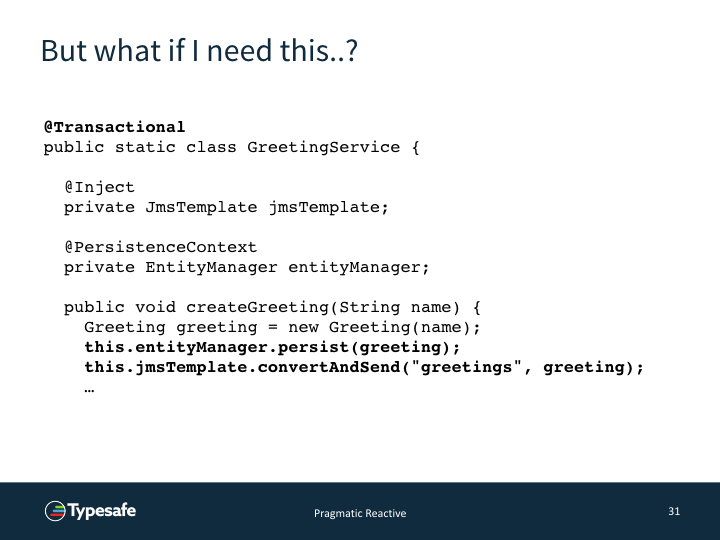 But what if I need this..?
@Transactional
public static class GreetingService {
@Inject
private JmsTemplate jmsTemplate;
@PersistenceContext
private EntityManager entityManager;
public void createGreeting(String name) {
Greeting greeting = new Greeting(name);
this.entityManager.persist(greeting);
this.jmsTemplate.convertAndSend("greetings", greeting);
…
Typesafe
Pragmatic Reactive
31